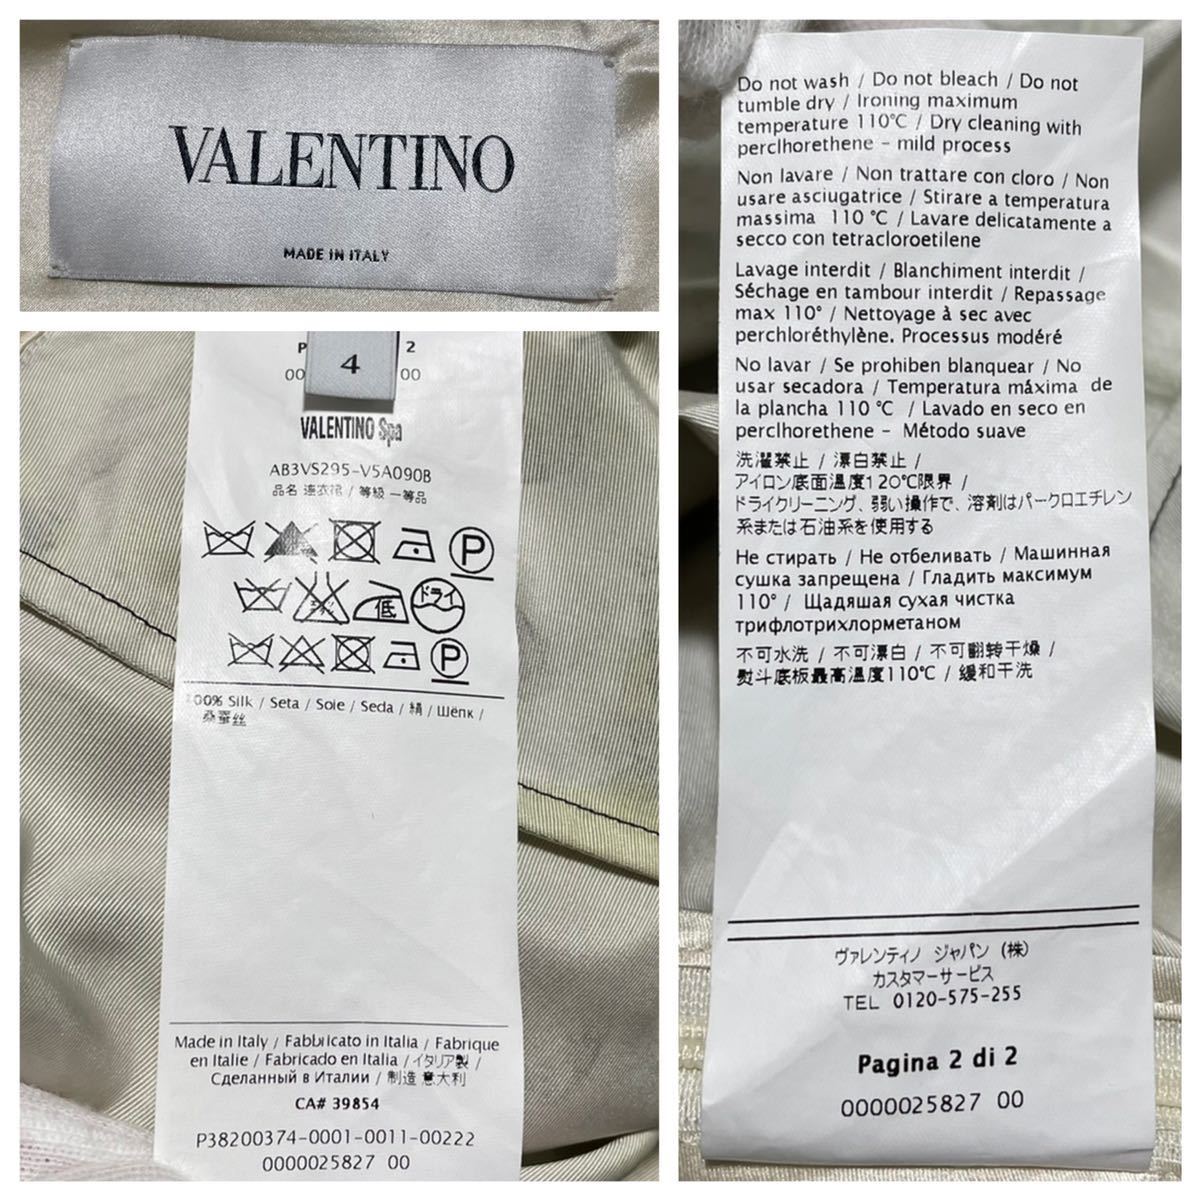 VALENTINO
MADE IN ITALY
P 2
00 4 00
VALENTINO Spa
AB3VS295-V5A090B
品名 连衣裙 / 等級 一等品
P
エンソサラシ 低 ドライ
P
100% Silk / Seta / Soie / Seda / 絹 / Шёпк /
桑蚕丝
Made in Italy / Fabbricato in Italia / Fabrique
en Italie / Fabricado en Italia / イタリア製 /
Сделанный в Италии / 制造 意大利
CA# 39854
P38200374-0001-0011-00222
0000025827 00
Do not wash / Do not bleach / Do not
tumble dry / Ironing maximum
temperature 110°C / Dry cleaning with
perclhorethene - mild process
Non lavare / Non trattare con cloro / Non
usare asciugatrice / Stirare a temperatura
massima 110 °C / Lavare delicatamente a
secco con tetracloroetilene
Lavage interdit / Blanchiment interdit /
Séchage en tambour interdit / Repassage
max 110° / Nettoyage à sec avec
perchloréthylène. Processus modéré
No lavar / Se prohiben blanquear / No
usar secadora / Temperatura máxima de
la plancha 110 °C / Lavado en seco en
perclhorethene - Método suave
洗濯禁止 / 漂白禁止 /
アイロン底面温度120℃限界 /
ドライクリーニング、弱い操作で、溶剤はパークロエチレン
系または石油系を使用する
Не стирать / Не отбеливать / Машинная
сушка запрещена / Гладить максимум
110° / Щадяшая сухая чистка
трифлотрихлорметаном
不可水洗 / 不可漂白 / 不可翻转干燥 /
熨斗底板最高温度110℃ / 缓和干洗
ヴァレンティノ ジャパン (株)
カスタマーサービス
TEL 0120-575-255
Pagina 2 di 2
0000025827 00